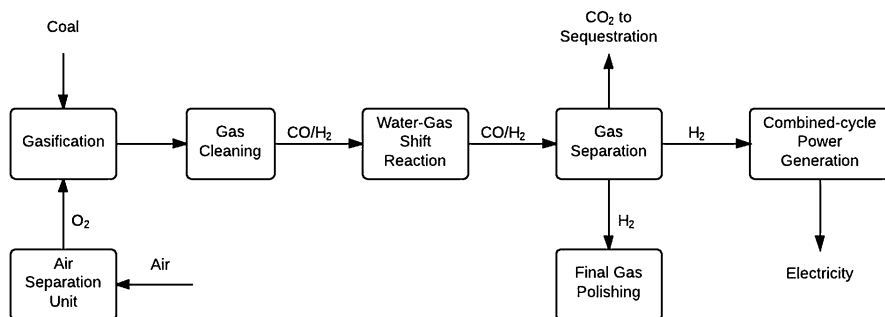 Coal
CO₂ to
Sequestration
Gasification
Gas
Cleaning
CO/H₂
Water-Gas
Shift
Reaction
CO/H₂
Gas
Separation
H₂
Combined-cycle
Power
Generation
O₂
H₂
Air
Separation
Unit
Air
Final Gas
Polishing
Electricity